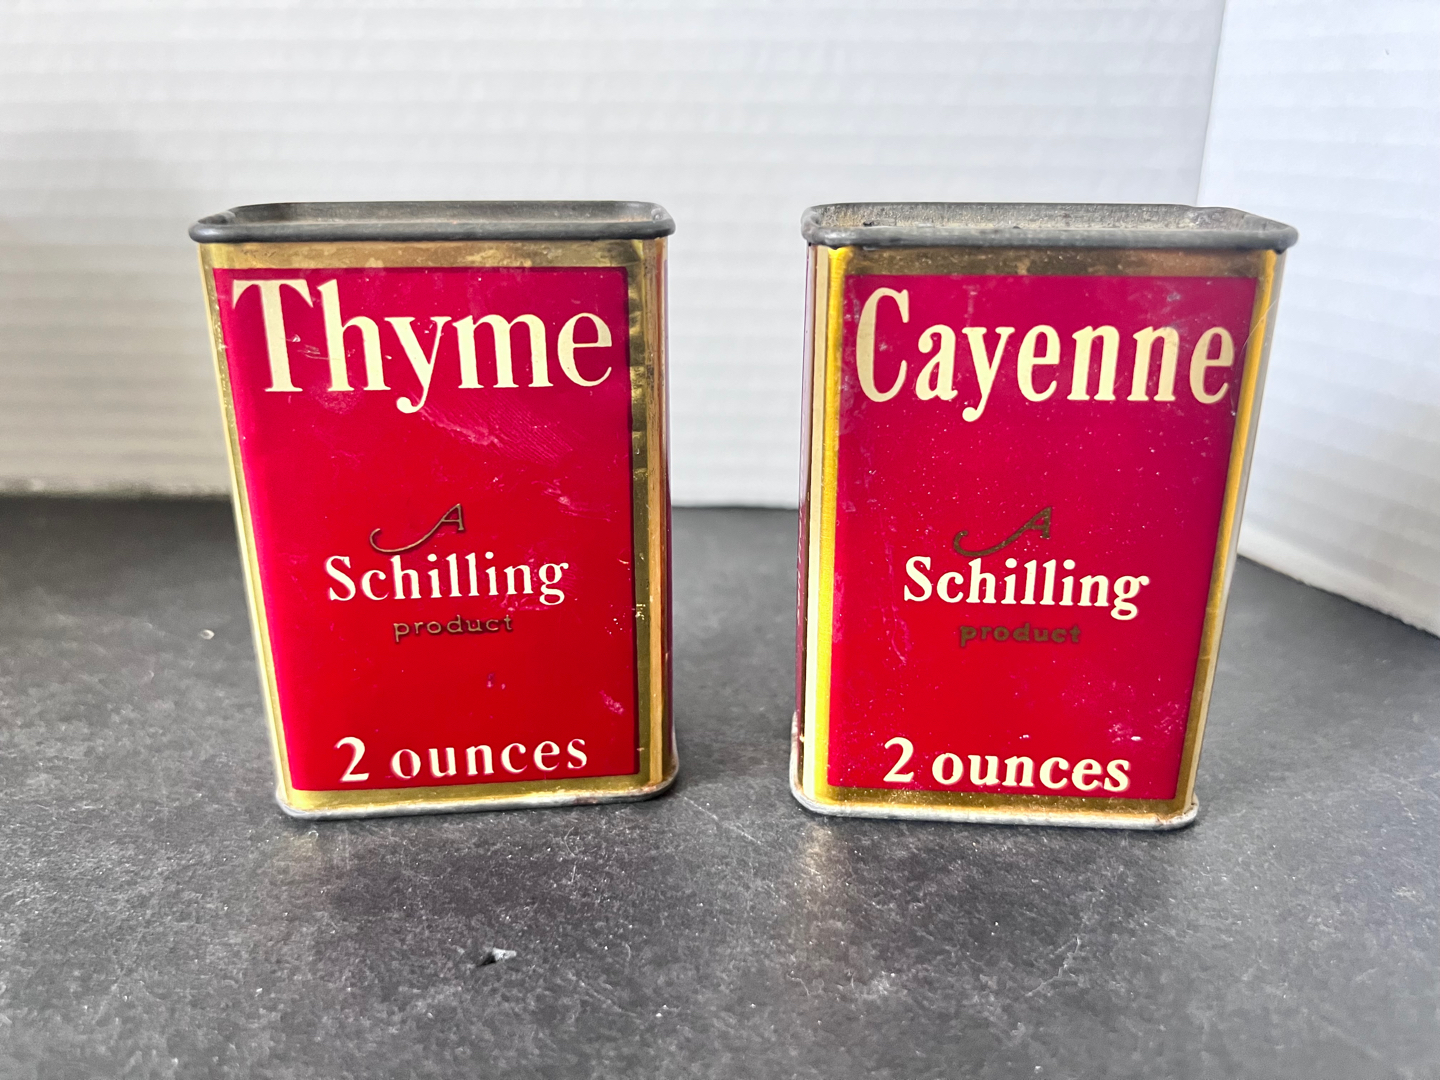 Thyme
A
Schilling
product
2 ounces
Cayenne
A
Schilling
product
2 ounces